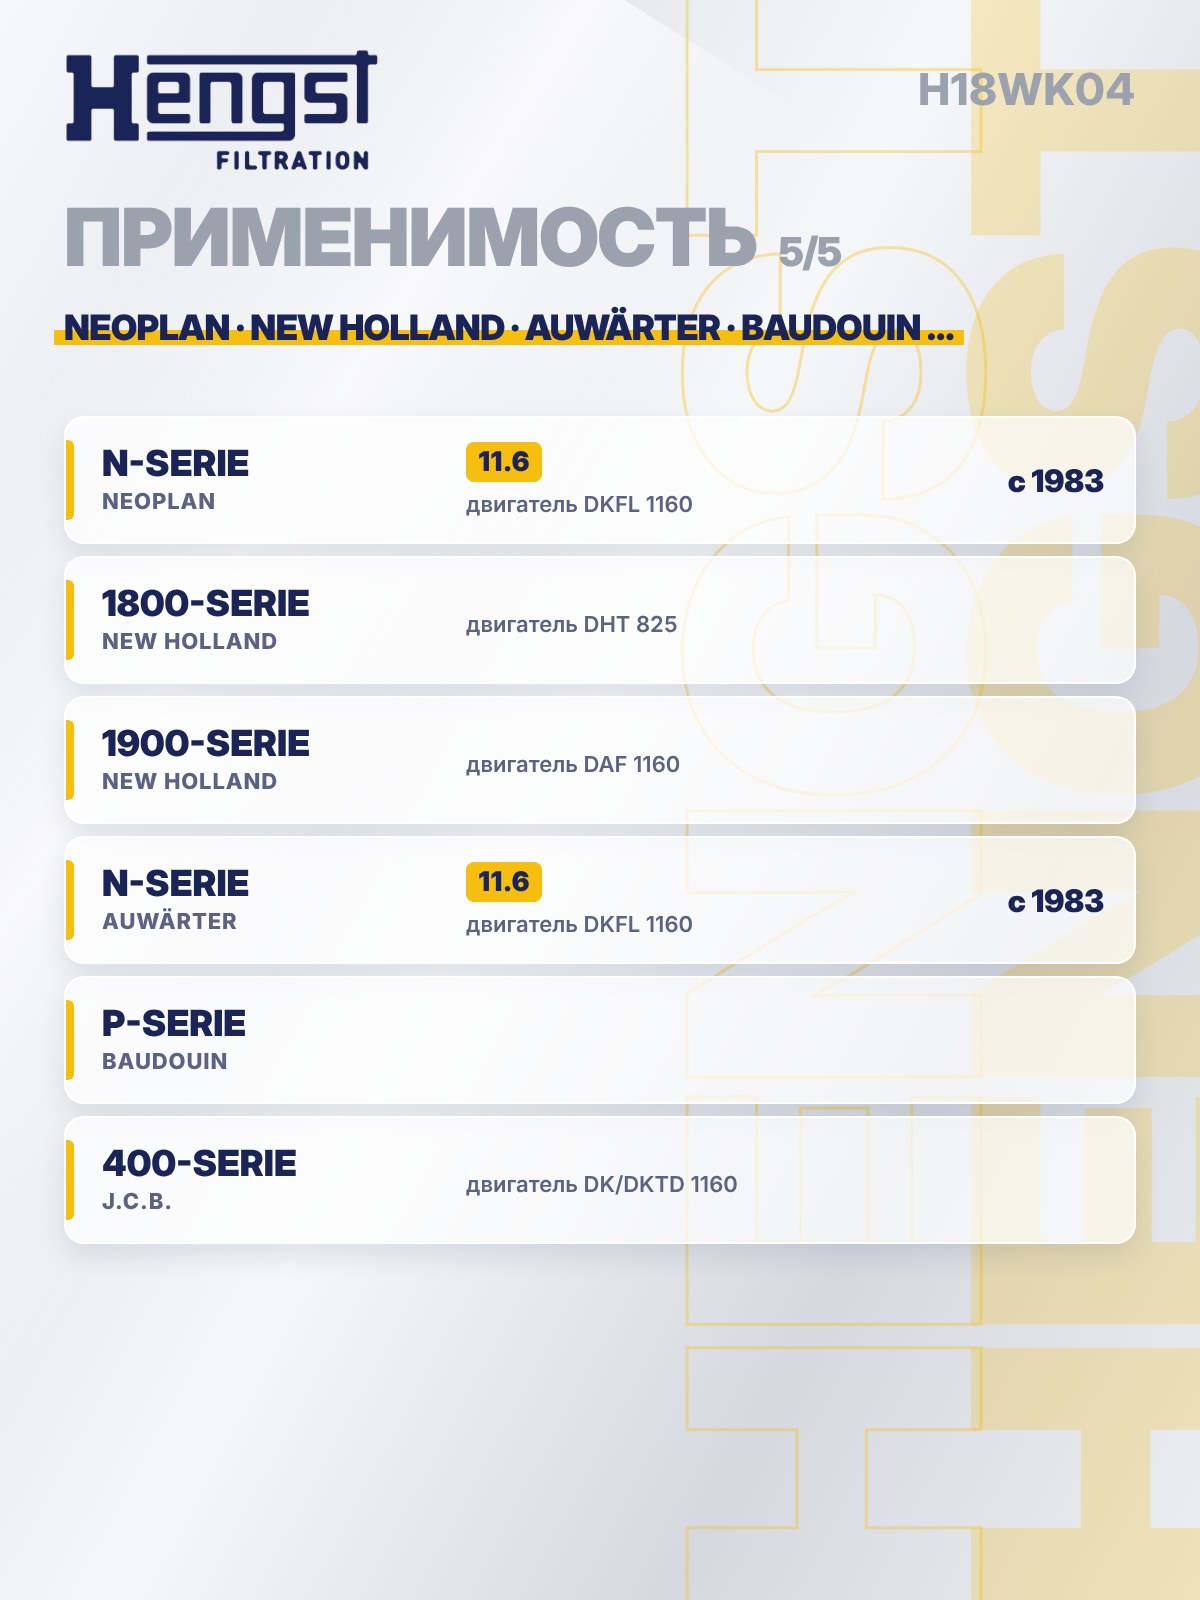 Hengst
FILTRATION
H18WK04
ПРИМЕНИМОСТЬ 5/5
NEOPLAN · NEW HOLLAND · AUWÄRTER · BAUDOUIN ...
N-SERIE
NEOPLAN
11.6
двигатель DKFL 1160
с 1983
1800-SERIE
NEW HOLLAND
двигатель DHT 825
1900-SERIE
NEW HOLLAND
двигатель DAF 1160
N-SERIE
AUWÄRTER
11.6
двигатель DKFL 1160
с 1983
P-SERIE
BAUDOUIN
400-SERIE
J.C.B.
двигатель DK/DKTD 1160
HENGST
HENGST